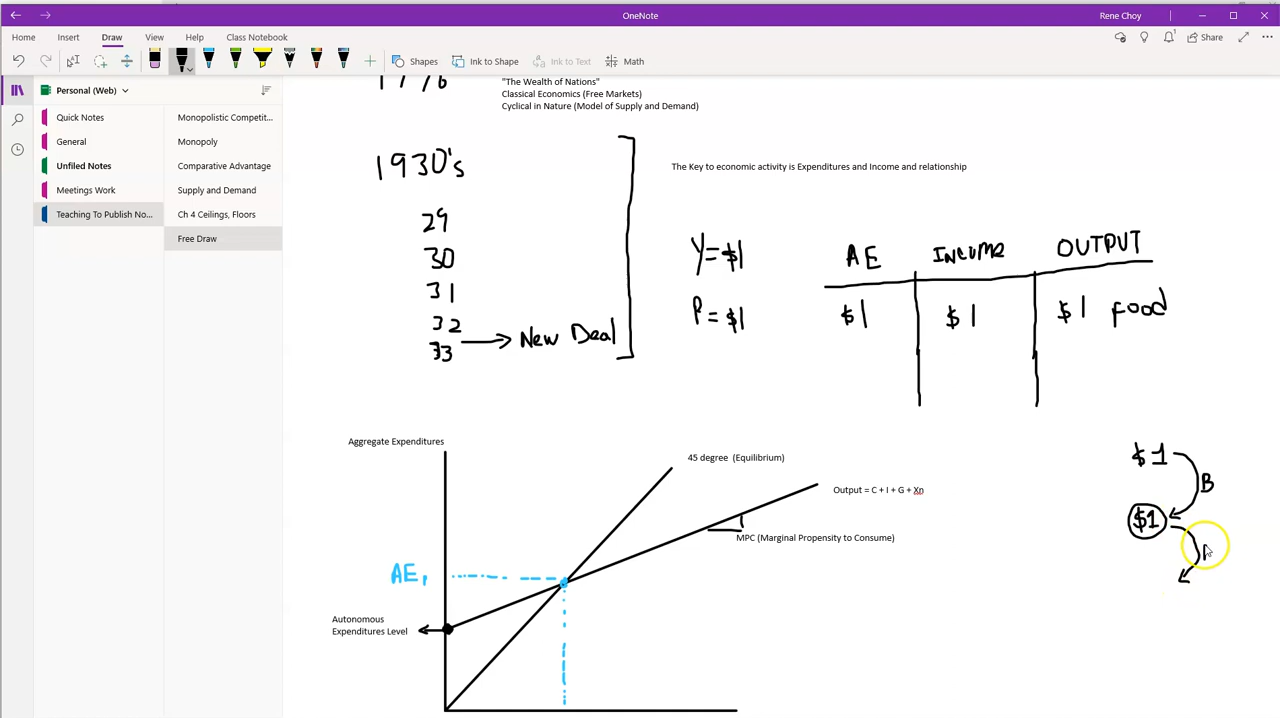 OneNote
Rene Choy
Home Insert Draw View Help Class Notebook
Share
Shapes Ink to Shape Ink to Text Math
Personal (Web)
Quick Notes
General
Unfiled Notes
Meetings Work
Teaching To Publish No...
Monopolistic Competit...
Monopoly
Comparative Advantage
Supply and Demand
Ch 4 Ceilings, Floors
Free Draw
1776
"The Wealth of Nations"
Classical Economics (Free Markets)
Cyclical in Nature (Model of Supply and Demand)
1930's
29
30
31
32
33 New Deal
The Key to economic activity is Expenditures and Income and relationship
Y = $1
P = $1
AE INCOME OUTPUT
$1 $1 $1 food
Aggregate Expenditures
45 degree (Equilibrium)
Output = C + I + G + Xn
MPC (Marginal Propensity to Consume)
AE1
Autonomous
Expenditures Level
$1
B
$1